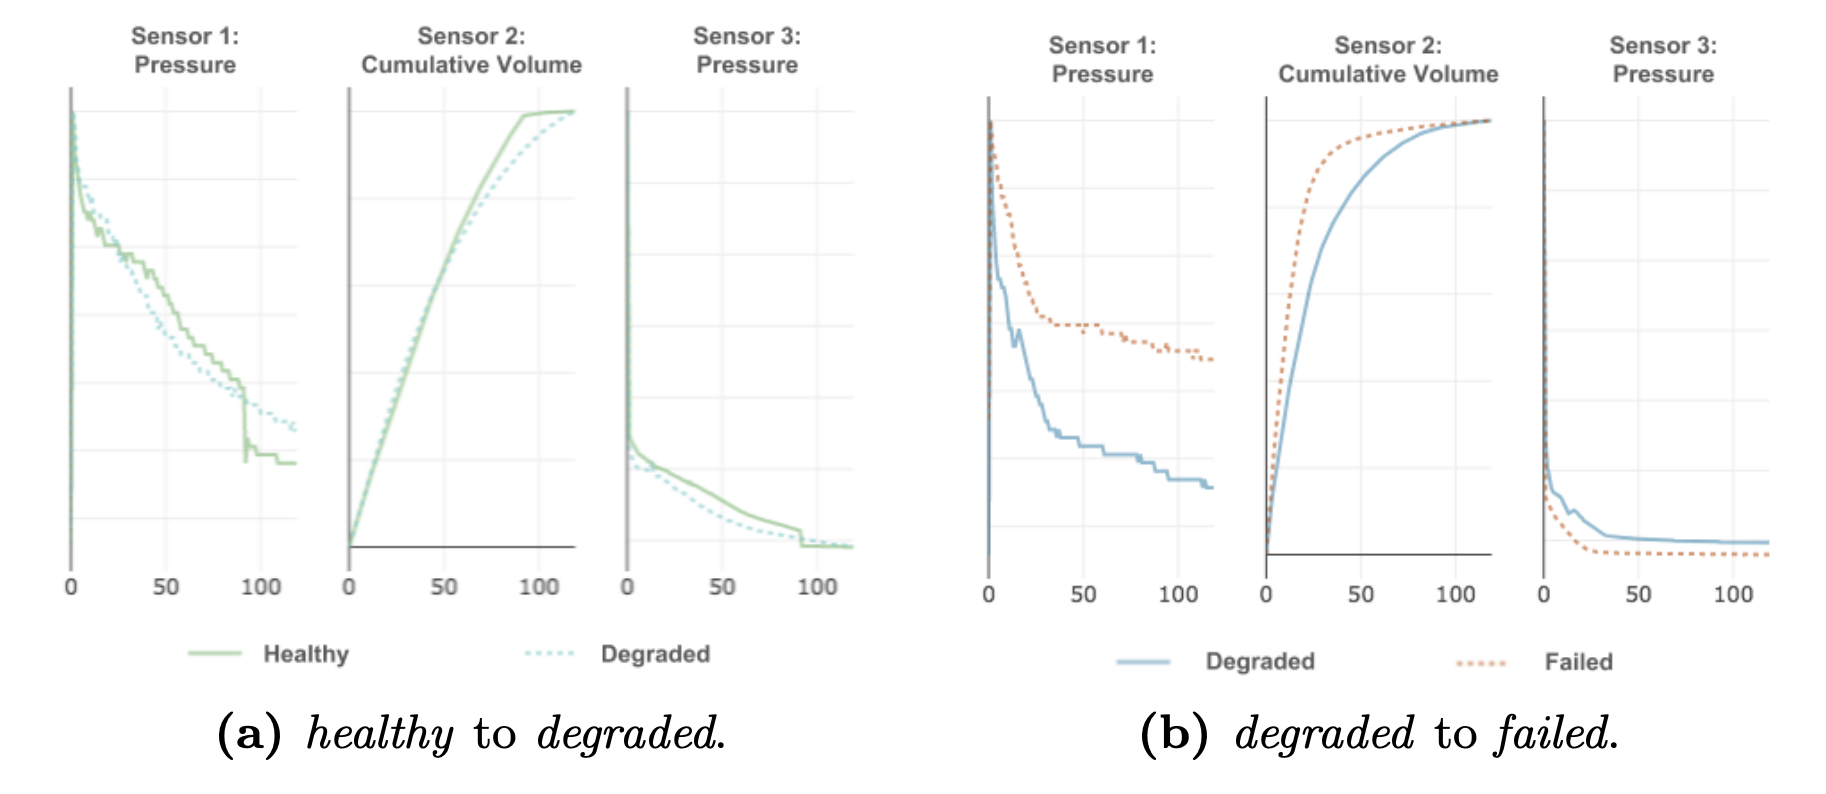 Sensor 1:
Pressure
Sensor 2:
Cumulative Volume
Sensor 3:
Pressure
0 50 100
0 50 100
0 50 100
Healthy
Degraded
(a) healthy to degraded.
Sensor 1:
Pressure
Sensor 2:
Cumulative Volume
Sensor 3:
Pressure
0 50 100
0 50 100
0 50 100
Degraded
Failed
(b) degraded to failed.